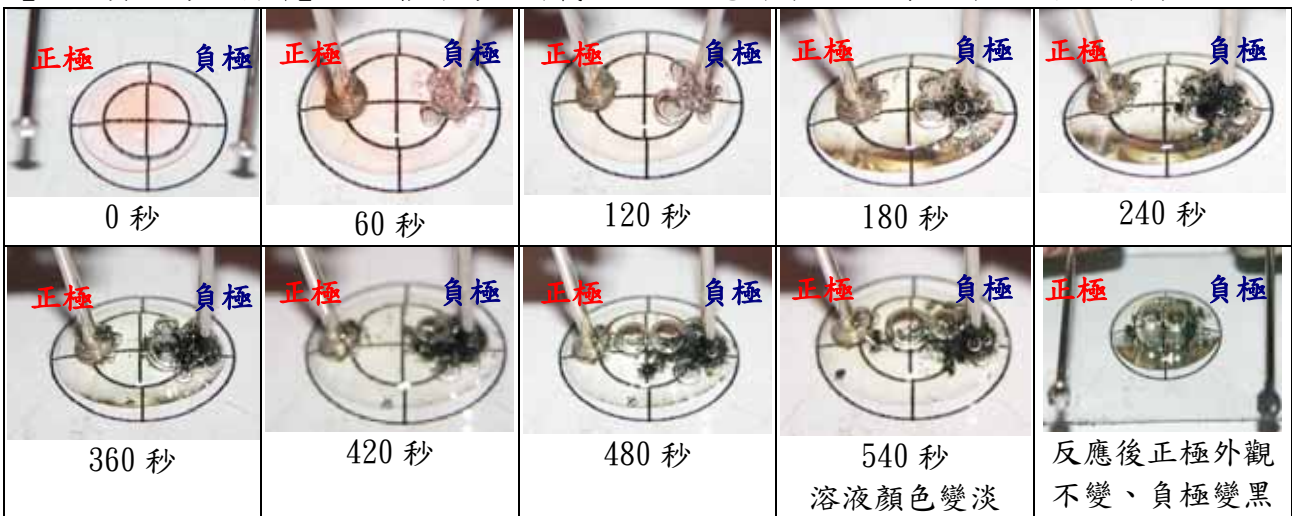 正極 負極
正極 負極
正極 負極
正極 負極
正極 負極
0 秒
60 秒
120 秒
180 秒
240 秒
正極 負極
正極 負極
正極 負極
正極 負極
正極 負極
360 秒
420 秒
480 秒
540 秒
溶液顏色變淡
反應後正極外觀
不變、負極變黑